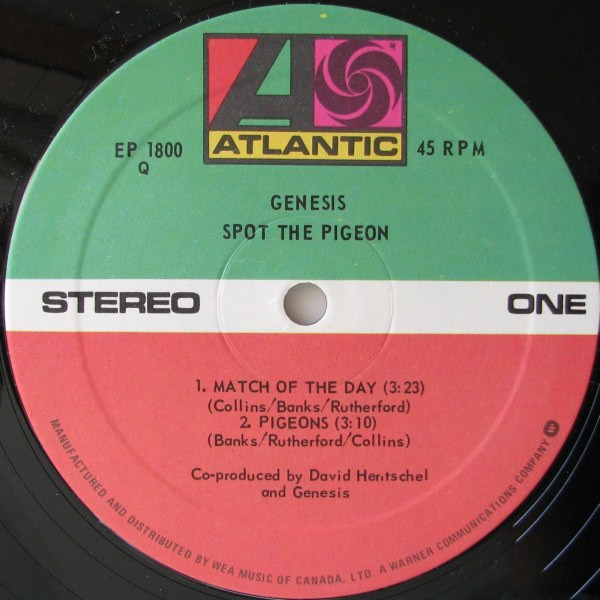 ATLANTIC
EP 1800
Q
45 RPM
GENESIS
SPOT THE PIGEON
STEREO
ONE
1. MATCH OF THE DAY (3:23)
(Collins/Banks/Rutherford)
2. PIGEONS (3:10)
(Banks/Rutherford/Collins)
Co-produced by David Hentschel
and Genesis
MANUFACTURED AND DISTRIBUTED BY WEA MUSIC OF CANADA, LTD. A WARNER COMMUNICATIONS COMPANY